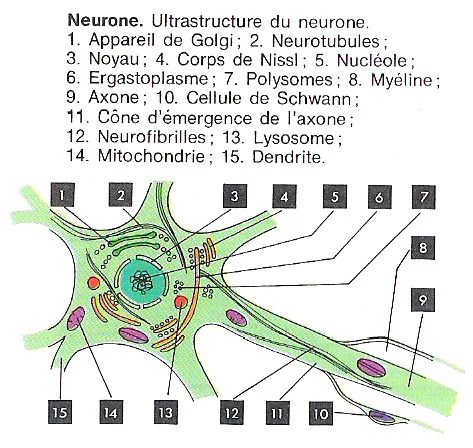 Neurone. Ultrastructure du neurone.
1. Appareil de Golgi ; 2. Neurotubules ;
3. Noyau ; 4. Corps de Nissl ; 5. Nucléole ;
6. Ergastoplasme ; 7. Polysomes ; 8. Myéline ;
9. Axone ; 10. Cellule de Schwann ;
11. Cône d'émergence de l'axone ;
12. Neurofibrilles ; 13. Lysosome ;
14. Mitochondrie ; 15. Dendrite.
1 2 3 4 5 6 7
8
9
15 14 13 12 11 10